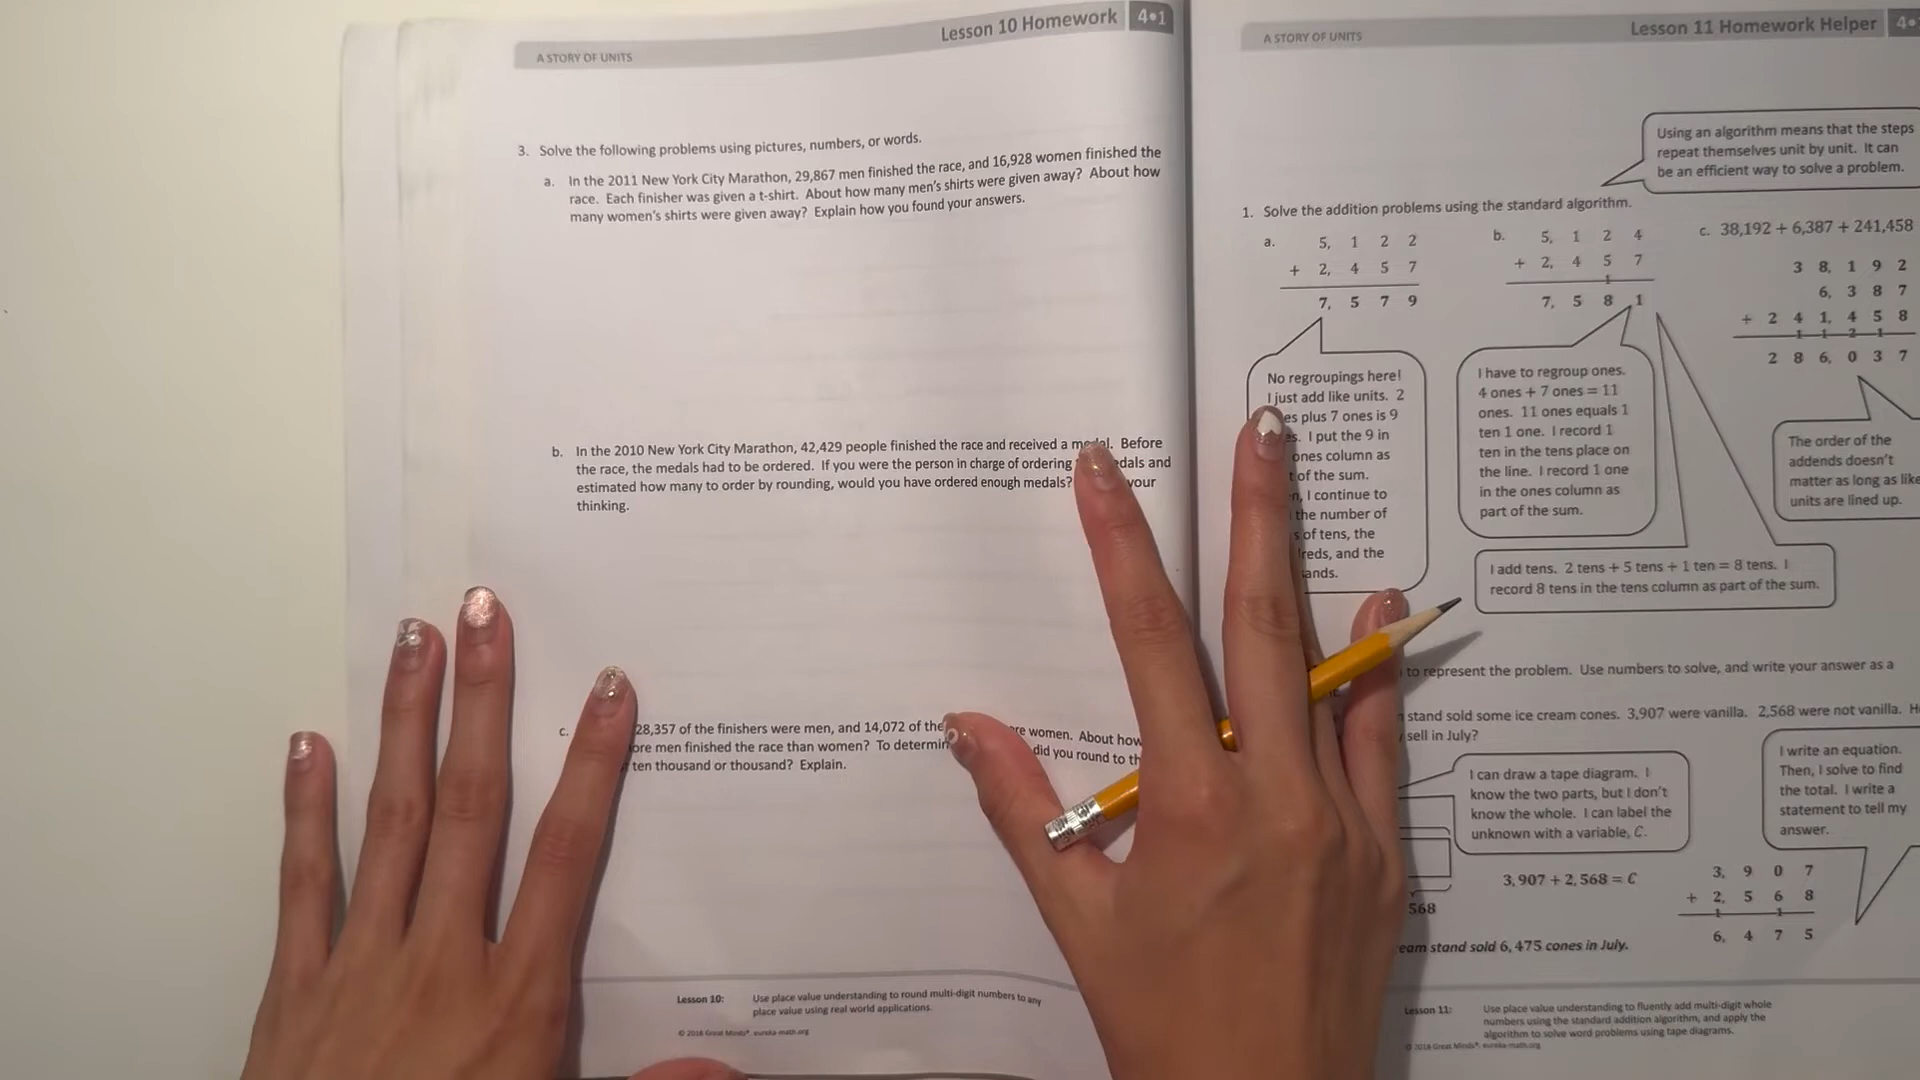 Lesson 10 Homework 4•1
A STORY OF UNITS
3. Solve the following problems using pictures, numbers, or words.
a. In the 2011 New York City Marathon, 29,867 men finished the race, and 16,928 women finished the
race. Each finisher was given a t-shirt. About how many men's shirts were given away? About how
many women's shirts were given away? Explain how you found your answers.
b. In the 2010 New York City Marathon, 42,429 people finished the race and received a medal. Before
the race, the medals had to be ordered. If you were the person in charge of ordering
estimated how many to order by rounding, would you have ordered enough medals? your
thinking.
c. 28,357 of the finishers were men, and 14,072 of the women. About how
men finished the race than women? To did you round to
ten thousand or thousand? Explain.
Lesson 10: Use place value understanding to round multi-digit numbers to any
place value using real world applications.
© 2016 Great Minds®. eureka-math.org
Lesson 11 Homework Helper
A STORY OF UNITS
Using an algorithm means that the steps
repeat themselves unit by unit. It can
be an efficient way to solve a problem.
1. Solve the addition problems using the standard algorithm.
a. 5, 1 2 2
+ 2, 4 5 7
7, 5 7 9
b. 5, 1 2 4
+ 2, 4 5 7
1
7, 5 8 1
c. 38,192 + 6,387 + 241,458
3 8, 1 9 2
6, 3 8 7
+ 2 4 1, 4 5 8
1 1 2 1
2 8 6, 0 3 7
No regroupings here!
I just add like units. 2
plus 7 ones is 9
I put the 9 in
ones column as
of the sum.
I continue to
the number of
of tens, the
and the
I have to regroup ones.
4 ones + 7 ones = 11
ones. 11 ones equals 1
ten 1 one. I record 1
ten in the tens place on
the line. I record 1 one
in the ones column as
part of the sum.
The order of the
addends doesn't
matter as long as like
units are lined up.
I add tens. 2 tens + 5 tens + 1 ten = 8 tens. I
record 8 tens in the tens column as part of the sum.
to represent the problem. Use numbers to solve, and write your answer as a
stand sold some ice cream cones. 3,907 were vanilla. 2,568 were not vanilla.
sell in July?
I can draw a tape diagram. I
know the two parts, but I don't
know the whole. I can label the
unknown with a variable, C.
I write an equation.
Then, I solve to find
the total. I write a
statement to tell my
answer.
568
3,907 + 2,568 = C
3, 9 0 7
+ 2, 5 6 8
1 1
6, 4 7 5
stand sold 6,475 cones in July.
Lesson 11: Use place value understanding to fluently add multi-digit whole
numbers using the standard addition algorithm, and apply the
algorithm to solve word problems using tape diagrams.
© 2016 Great Minds®. eureka-math.org